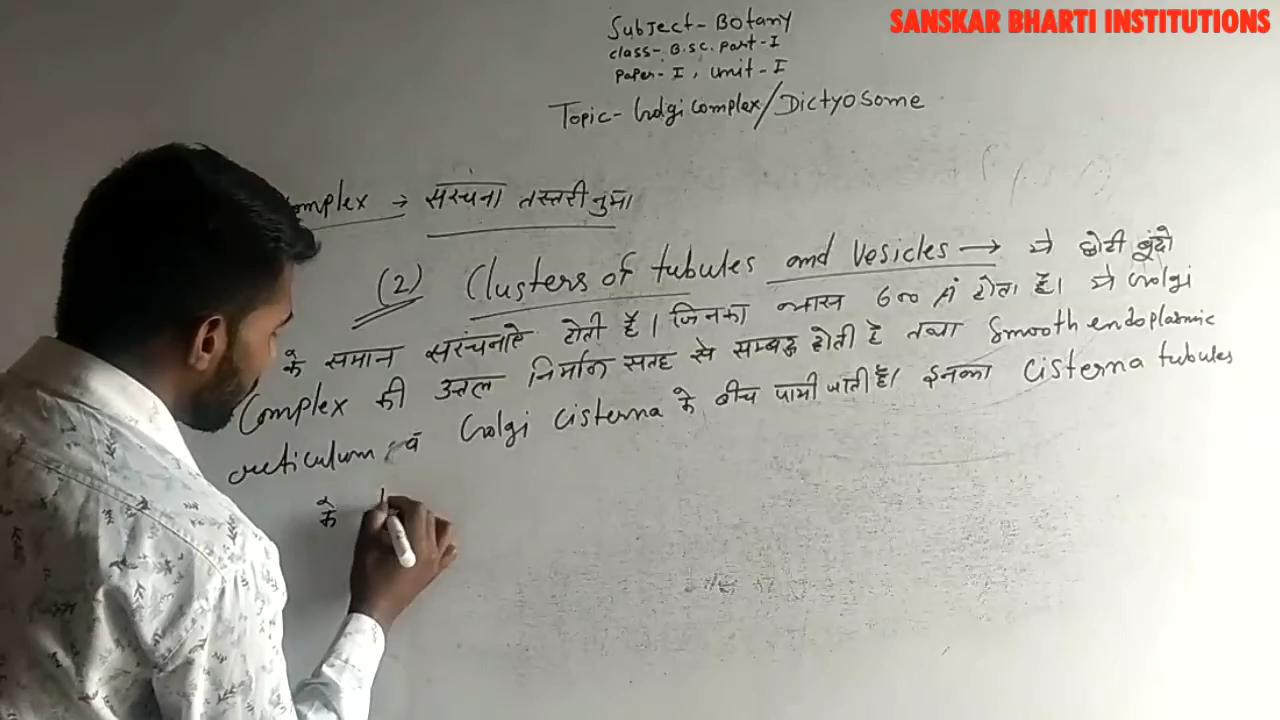 SANSKAR BHARTI INSTITUTIONS
Subject- Botany
class- B.sc. part-I
Paper-I, unit-I
Topic- Golgi complex/Dictyosome
omplex → संरचना तस्तरीनुमा
(2) Clusters of tubules and vesicles → ये छोटी बूंदो
के समान संरचनाऐ होती है। जिनका व्यास 600 Å होता है। ये Golgi
Complex की उत्तल निर्माण सतह से सम्बद्ध होती है तथा Smooth endoplasmic
reticulum व Golgi cisterna के बीच पायी जाती है। इनका cisterna tubules
के